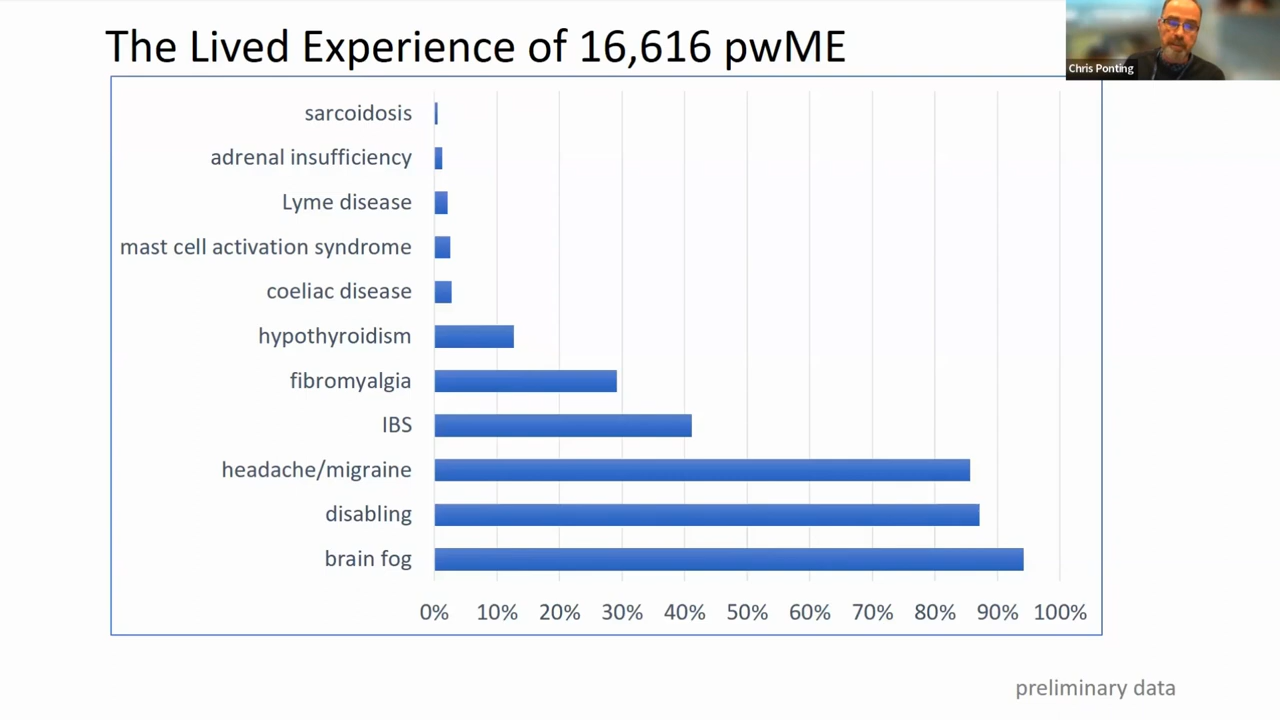 The Lived Experience of 16,616 pwME
Chris Ponting
sarcoidosis
adrenal insufficiency
Lyme disease
mast cell activation syndrome
coeliac disease
hypothyroidism
fibromyalgia
IBS
headache/migraine
disabling
brain fog
0% 10% 20% 30% 40% 50% 60% 70% 80% 90% 100%
preliminary data